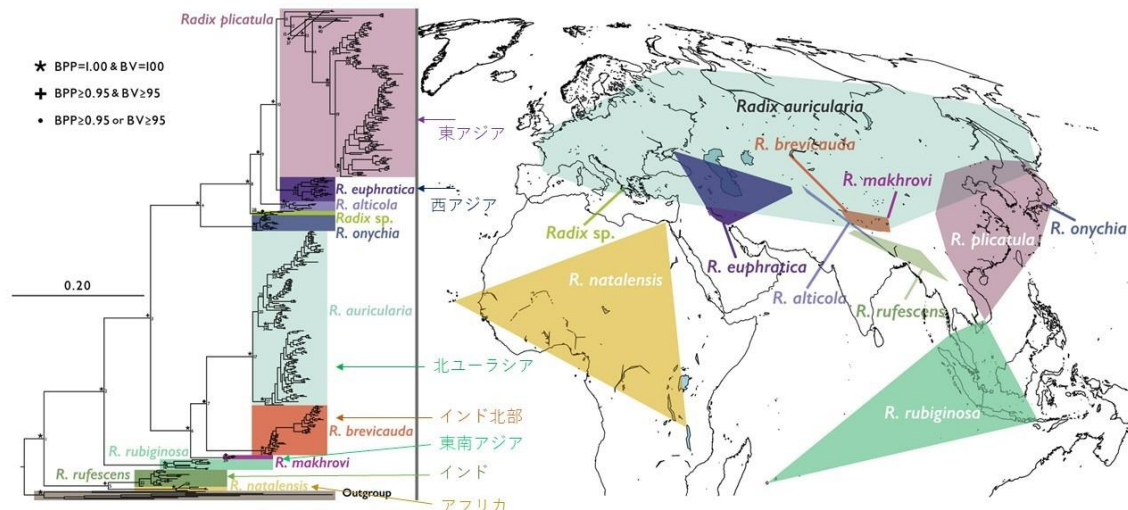 Radix plicatula
BPP=1.00 & BV=100
BPP≥0.95 & BV≥95
BPP≥0.95 or BV≥95
東アジア
R. euphratica
西アジア
R. alticola
Radix sp.
R. onychia
0.20
R. auricularia
北ユーラシア
インド北部
R. brevicauda
東南アジア
R. rubiginosa
R. makhrovi
R. rufescens
インド
R. natalensis
Outgroup
アフリカ
Radix auricularia
R. brevicauda
R. makhrovi
Radix sp.
R. onychia
R. plicatula
R. euphratica
R. natalensis
R. alticola
R. rufescens
R. rubiginosa